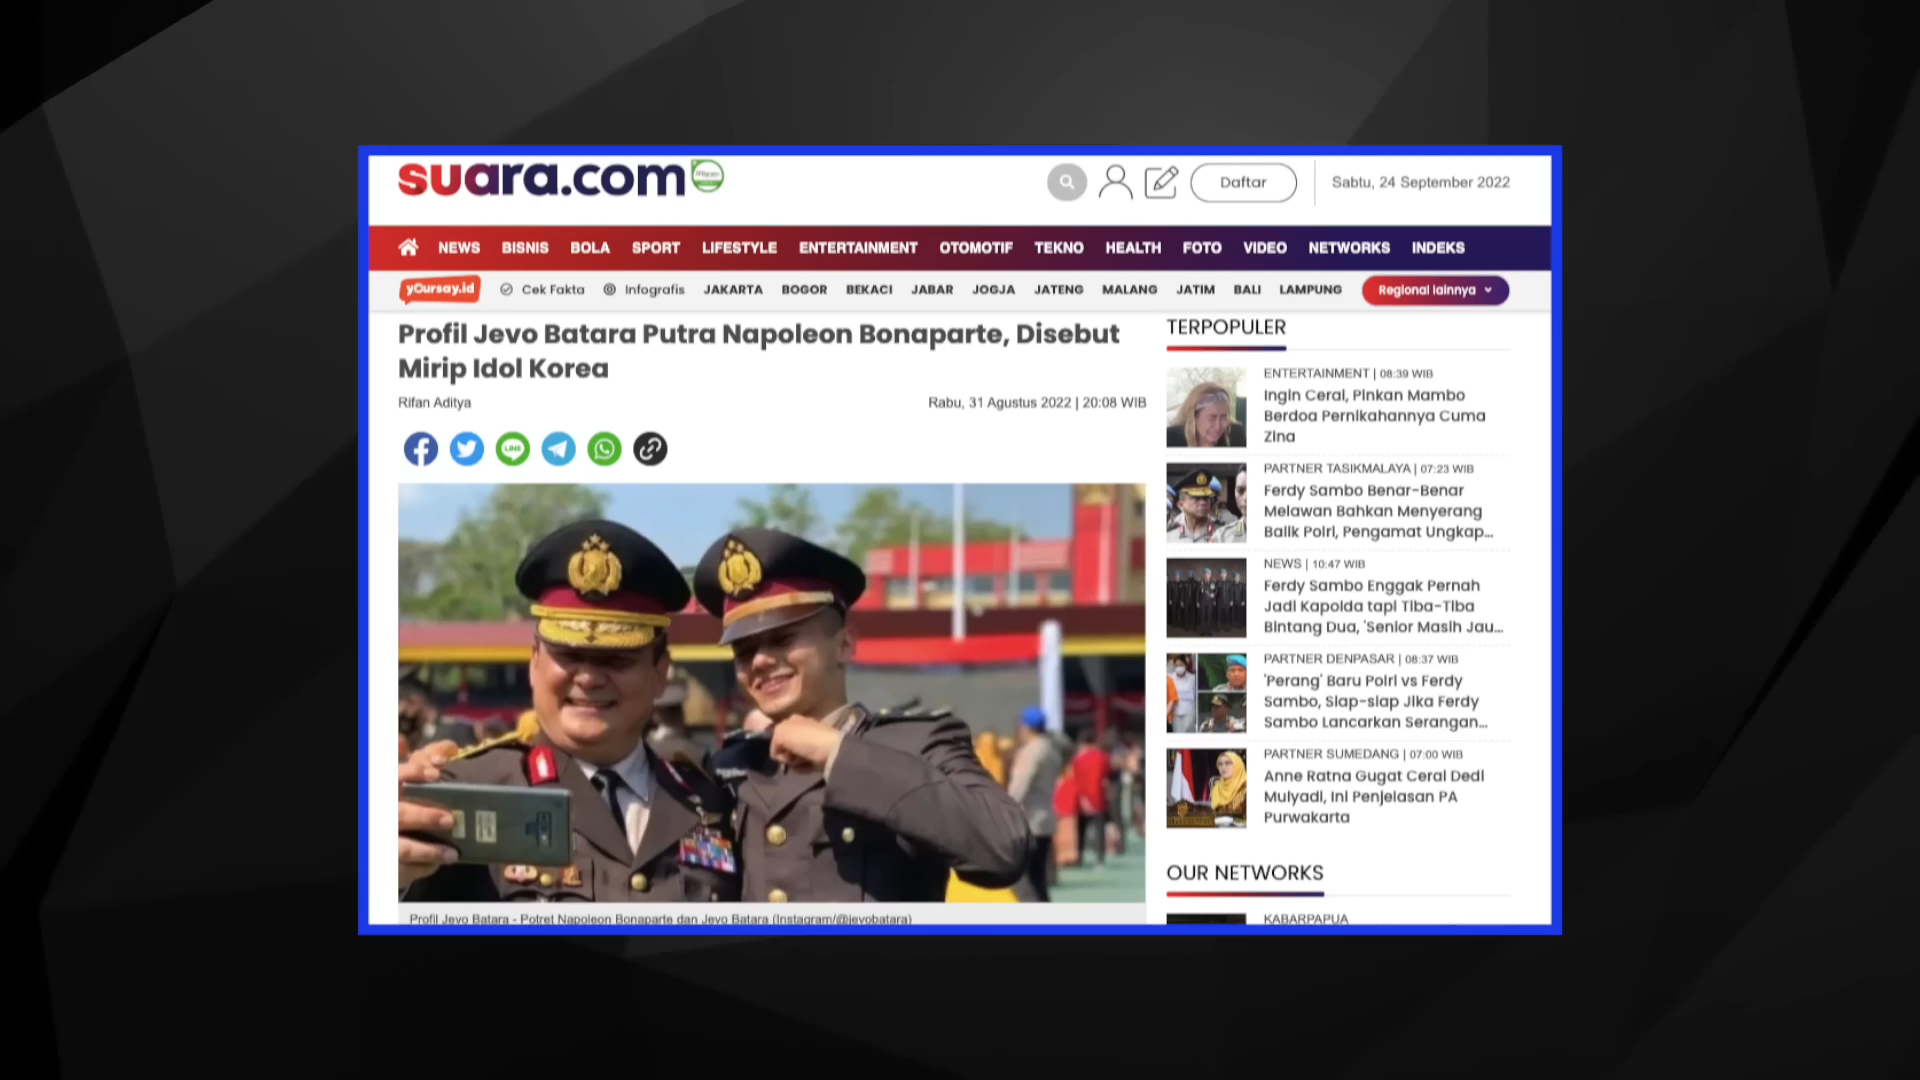 suara.com
Daftar
Sabtu, 24 September 2022
NEWS BISNIS BOLA SPORT LIFESTYLE ENTERTAINMENT OTOMOTIF TEKNO HEALTH FOTO VIDEO NETWORKS INDEKS
yOursay.id Cek Fakta Infografis JAKARTA BOGOR BEKACI JABAR JOGJA JATENG MALANG JATIM BALI LAMPUNG Regional lainnya
Profil Jevo Batara Putra Napoleon Bonaparte, Disebut
Mirip Idol Korea
Rifan Aditya
Rabu, 31 Agustus 2022 | 20:08 WIB
LINE
Profil Jevo Batara - Potret Napoleon Bonaparte dan Jevo Batara (Instagram/@jevobatara)
TERPOPULER
ENTERTAINMENT | 08:39 WIB
Ingin Cerai, Pinkan Mambo
Berdoa Pernikahannya Cuma
Zina
PARTNER TASIKMALAYA | 07:23 WIB
Ferdy Sambo Benar-Benar
Melawan Bahkan Menyerang
Balik Polri, Pengamat Ungkap...
NEWS | 10:47 WIB
Ferdy Sambo Enggak Pernah
Jadi Kapolda tapi Tiba-Tiba
Bintang Dua, 'Senior Masih Jau...
PARTNER DENPASAR | 08:37 WIB
'Perang' Baru Polri vs Ferdy
Sambo, Siap-siap Jika Ferdy
Sambo Lancarkan Serangan...
PARTNER SUMEDANG | 07:00 WIB
Anne Ratna Gugat Cerai Dedi
Mulyadi, Ini Penjelasan PA
Purwakarta
OUR NETWORKS
KABARPAPUA